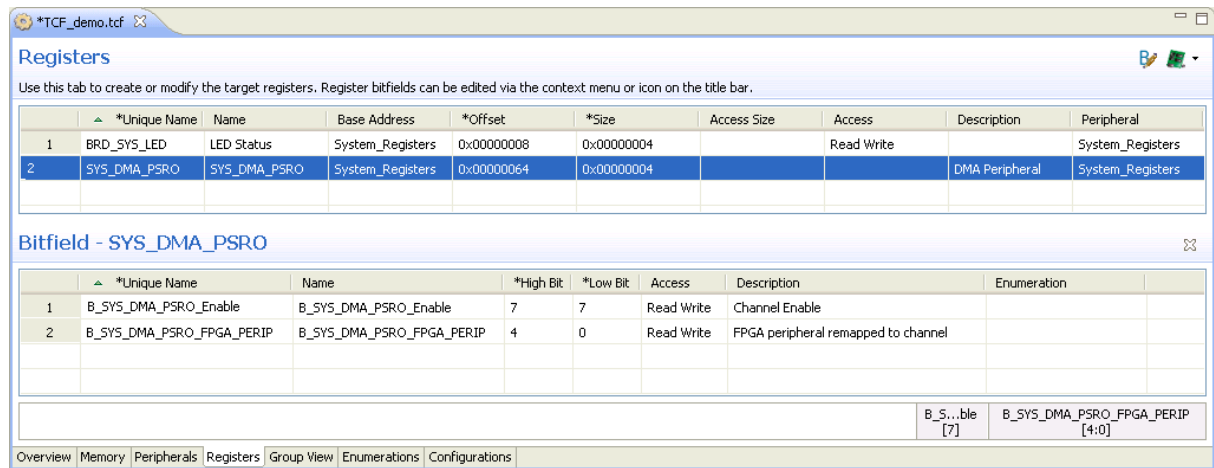 *TCF_demo.tcf
Registers
Use this tab to create or modify the target registers. Register bitfields can be edited via the context menu or icon on the title bar.
*Unique Name Name Base Address *Offset *Size Access Size Access Description Peripheral
1 BRD_SYS_LED LED Status System_Registers 0x00000008 0x00000004 Read Write System_Registers
2 SYS_DMA_PSRO SYS_DMA_PSRO System_Registers 0x00000064 0x00000004 DMA Peripheral System_Registers
Bitfield - SYS_DMA_PSRO
*Unique Name Name *High Bit *Low Bit Access Description Enumeration
1 B_SYS_DMA_PSRO_Enable B_SYS_DMA_PSRO_Enable 7 7 Read Write Channel Enable
2 B_SYS_DMA_PSRO_FPGA_PERIP B_SYS_DMA_PSRO_FPGA_PERIP 4 0 Read Write FPGA peripheral remapped to channel
B_S...ble B_SYS_DMA_PSRO_FPGA_PERIP
[7] [4:0]
Overview Memory Peripherals Registers Group View Enumerations Configurations